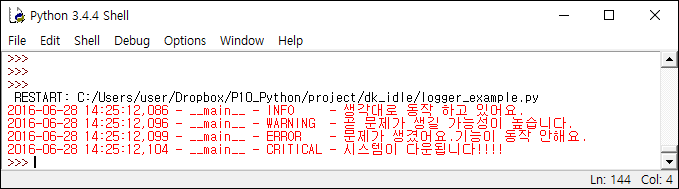 Python 3.4.4 Shell
File Edit Shell Debug Options Window Help
>>>
>>>
>>>
RESTART: C:/Users/user/Dropbox/P10_Python/project/dk_idle/logger_example.py
2016-06-28 14:25:12,086 - __main__ - INFO     - 생각대로 동작 하고 있어요.
2016-06-28 14:25:12,096 - __main__ - WARNING  - 곧 문제가 생길 가능성이 높습니다.
2016-06-28 14:25:12,099 - __main__ - ERROR    - 문제가 생겼어요.기능이 동작 안해요.
2016-06-28 14:25:12,104 - __main__ - CRITICAL - 시스템이 다운됩니다!!!!
>>>
Ln: 144 Col: 4